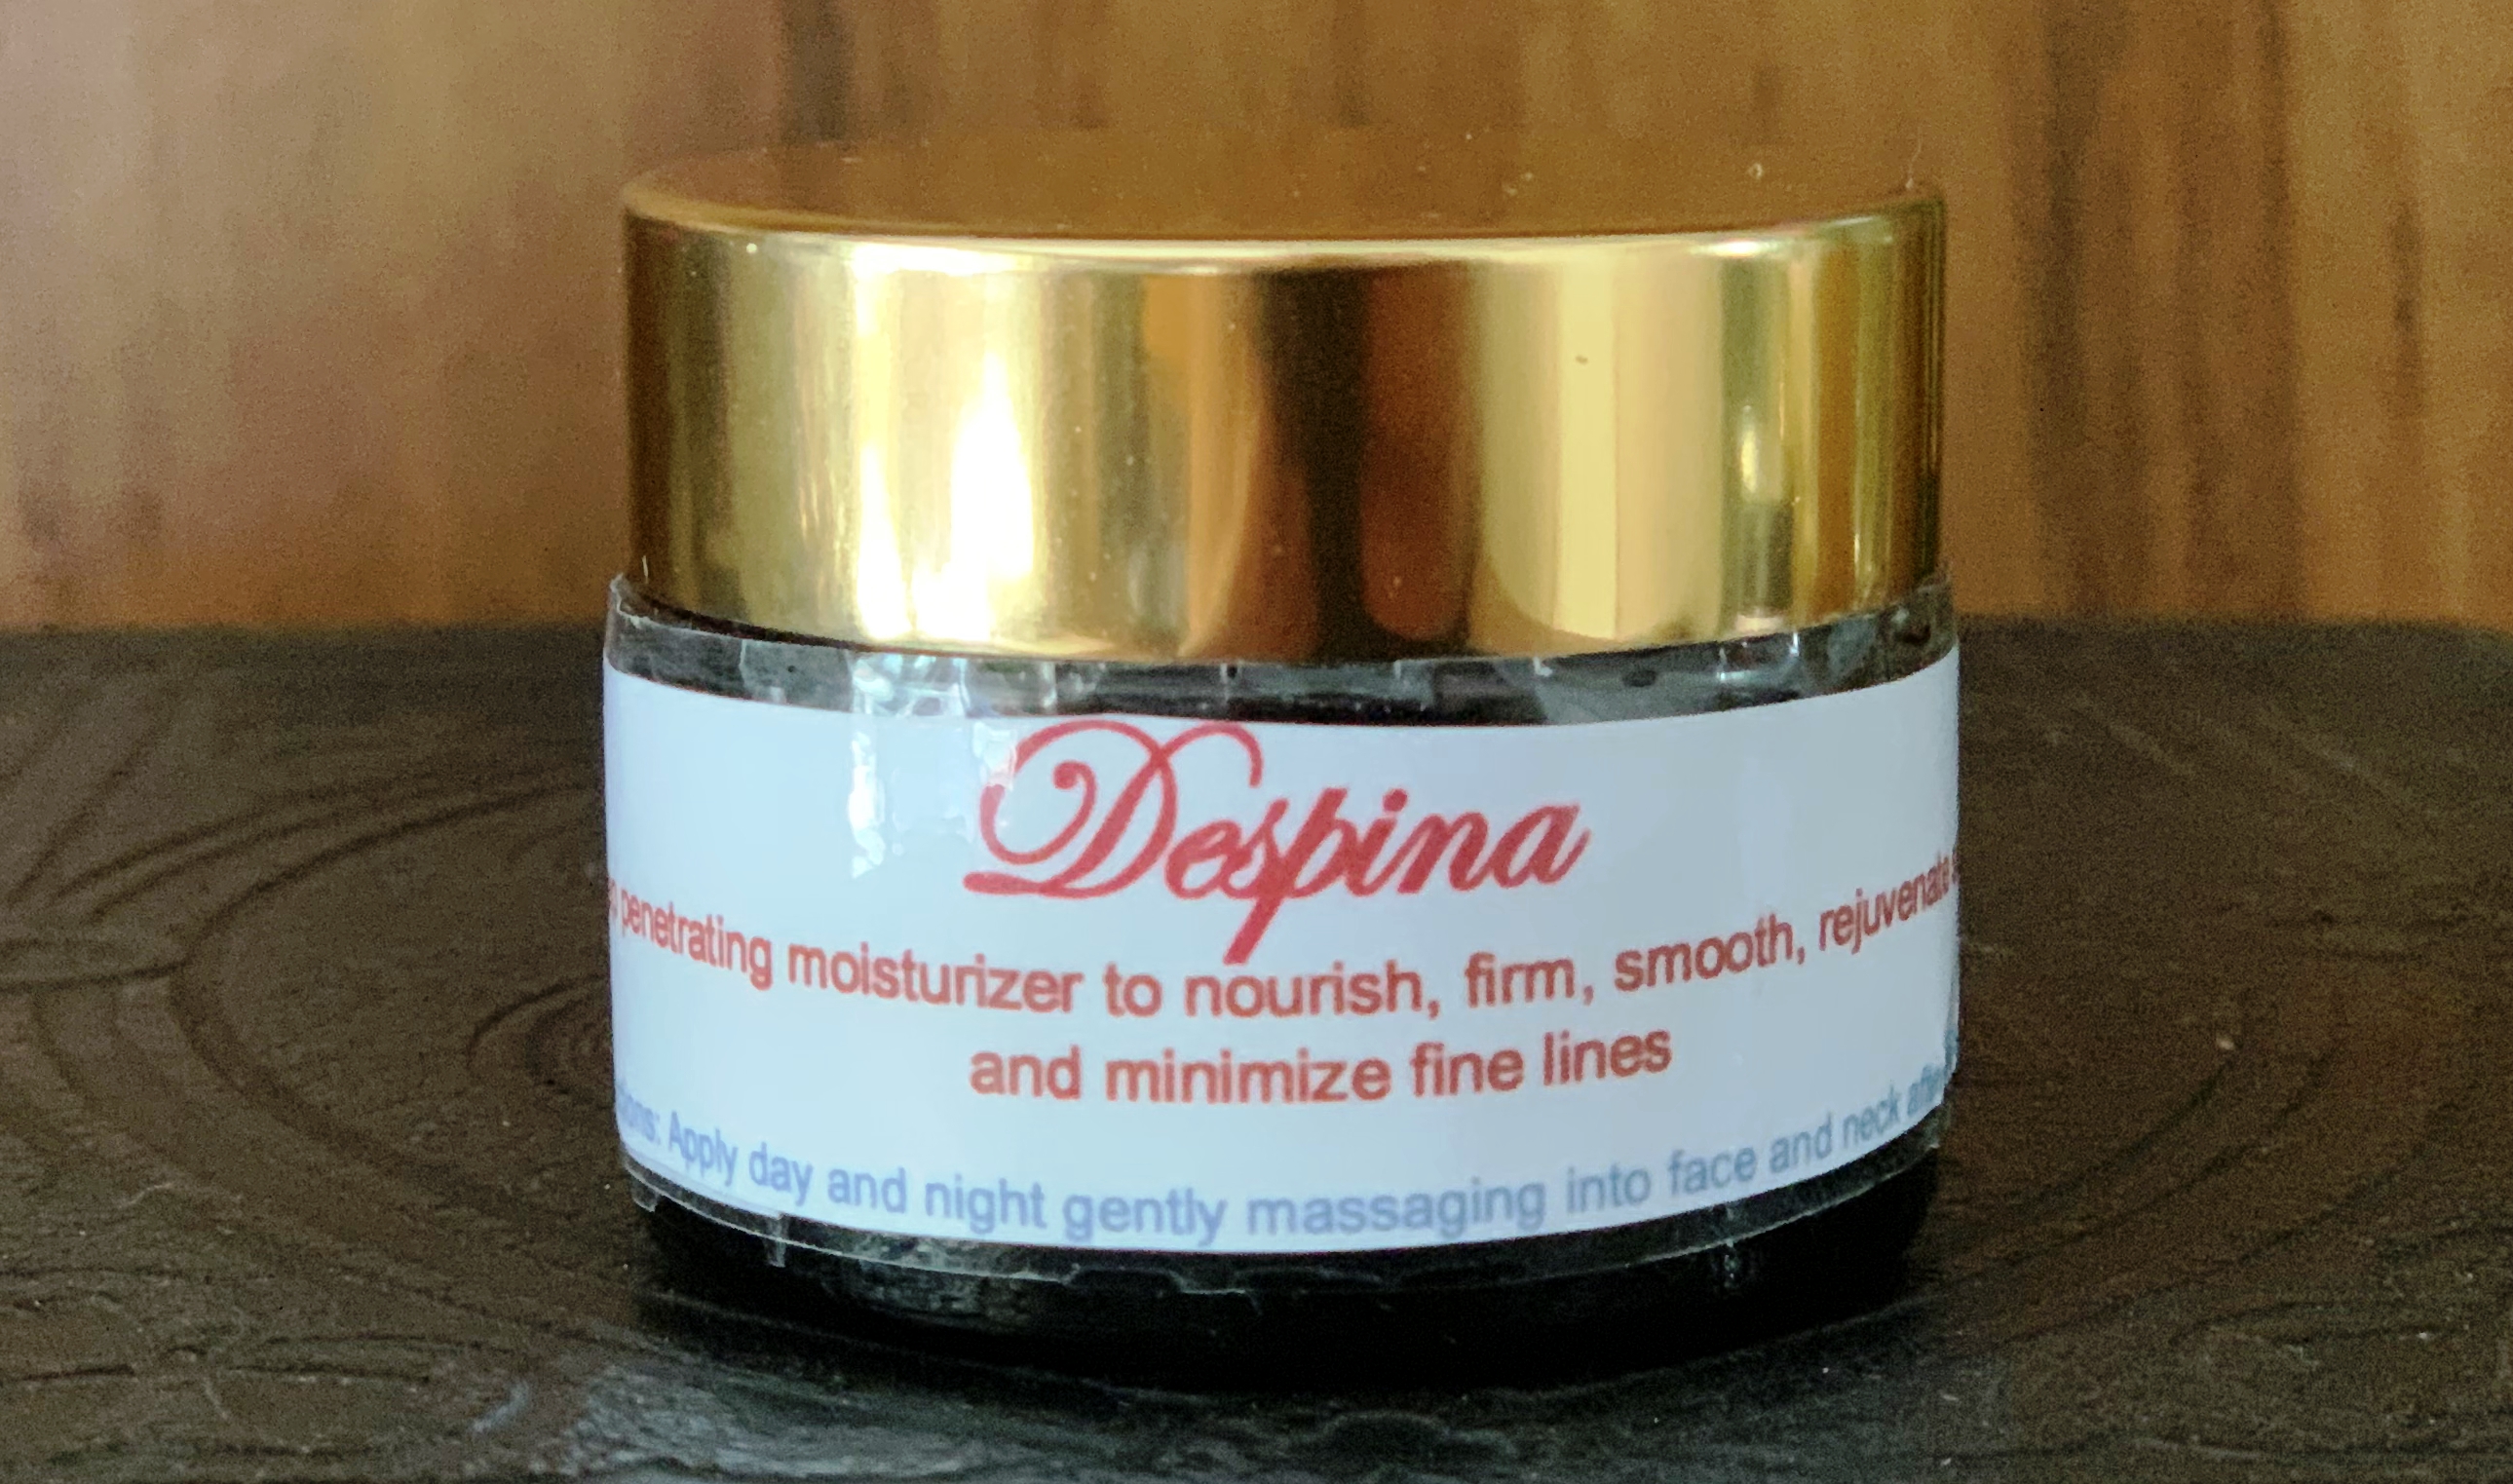 Despina
penetrating moisturizer to nourish, firm, smooth, rejuvenate
and minimize fine lines
Apply day and night gently massaging into face and neck